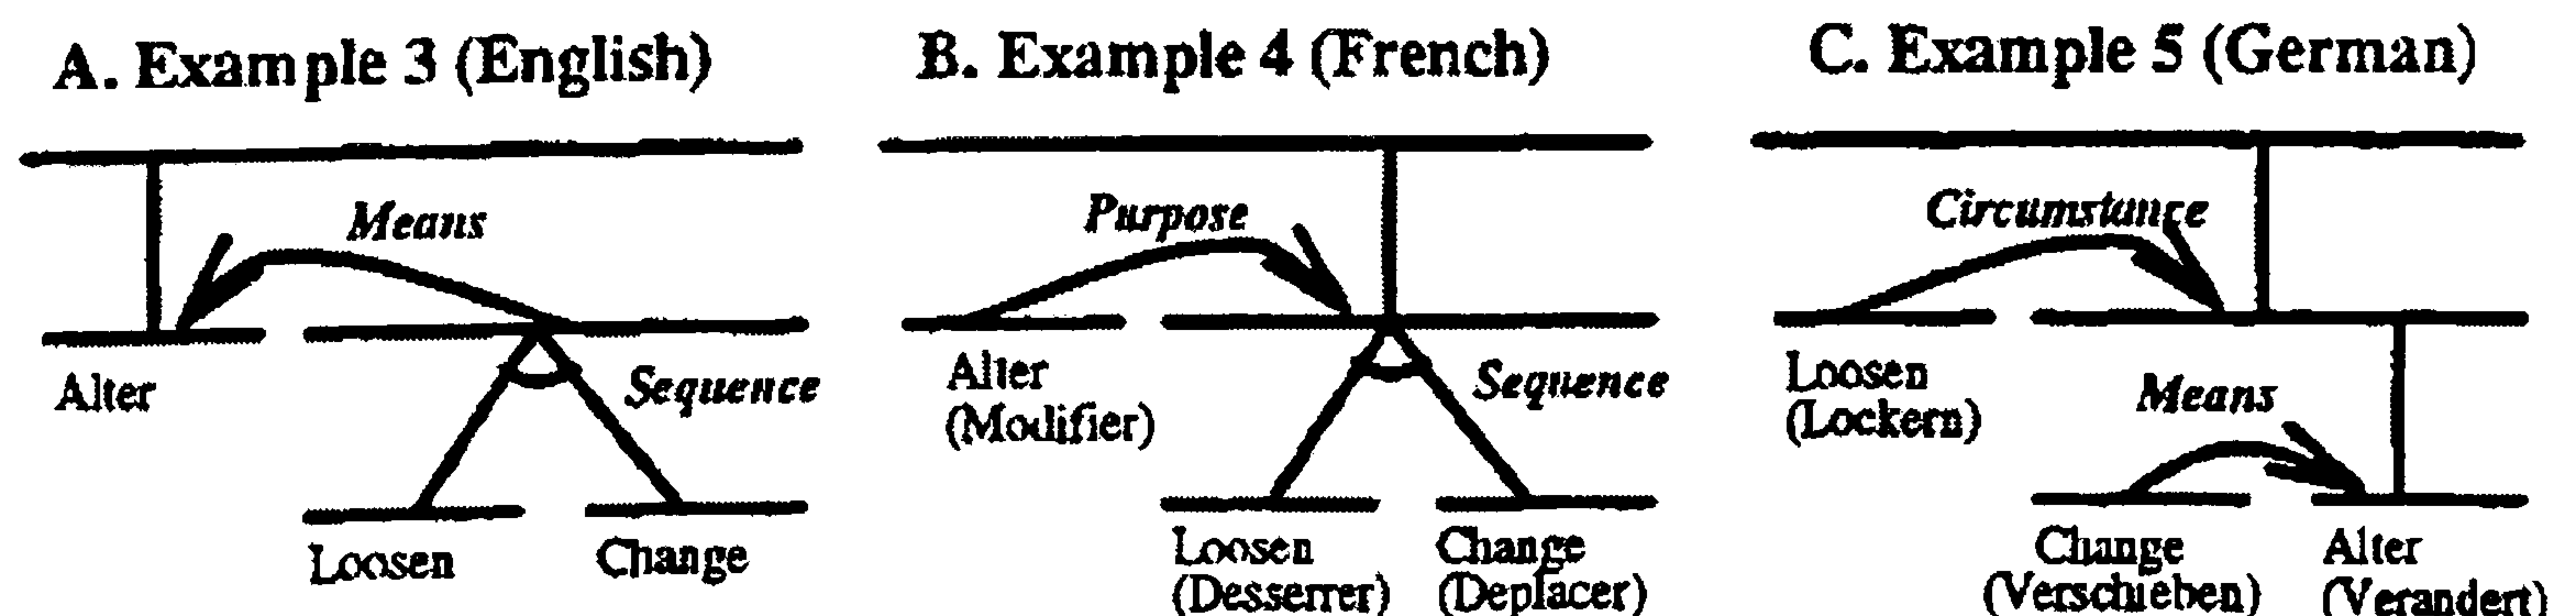 A. Example 3 (English)
Means
Alter
Sequence
Loosen
Change
B. Example 4 (French)
Purpose
Alter
(Modifier)
Sequence
Loosen
(Desserrer)
Change
(Deplacer)
C. Example 5 (German)
Circumstance
Loosen
(Lockern)
Means
Change
(Verschieben)
Alter
(Verandert)